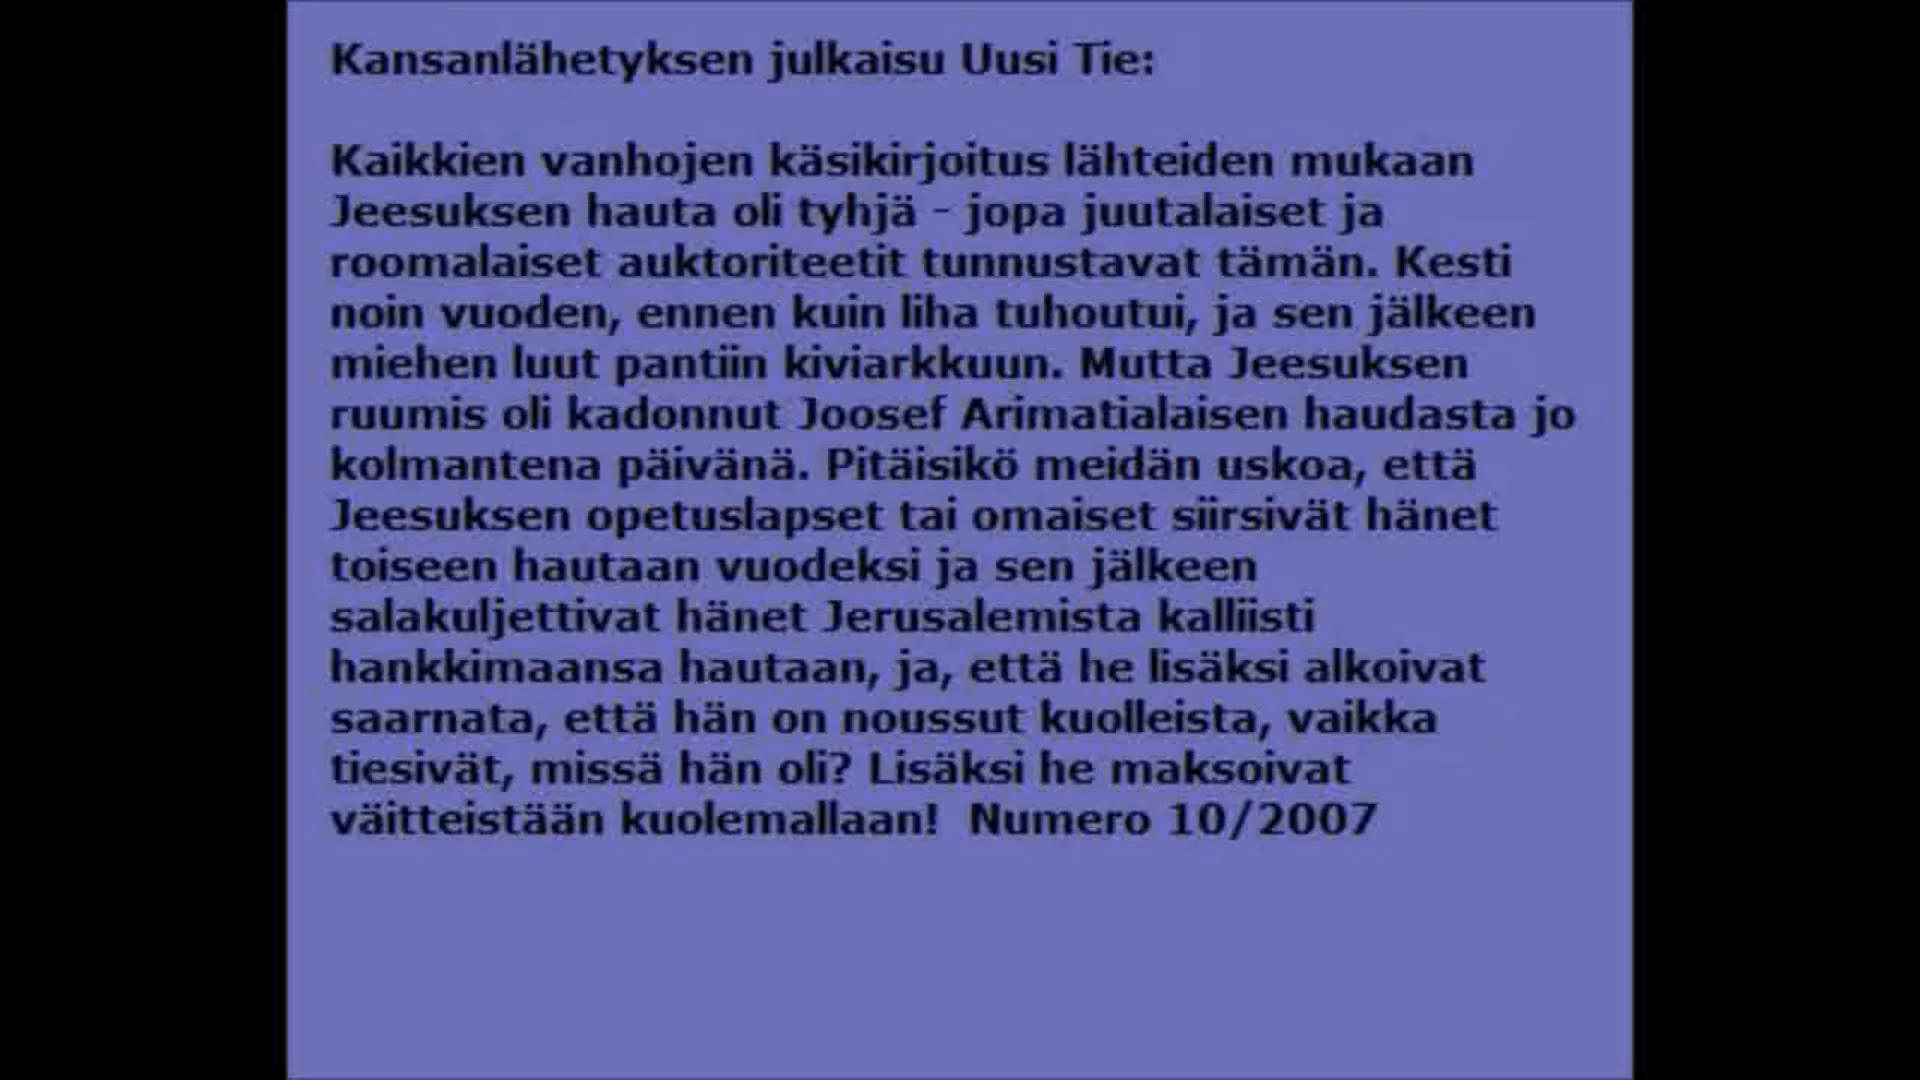 Kansanlähetyksen julkaisu Uusi Tie:
Kaikkien vanhojen käsikirjoitus lähteiden mukaan
Jeesuksen hauta oli tyhjä - jopa juutalaiset ja
roomalaiset auktoriteetit tunnustavat tämän. Kesti
noin vuoden, ennen kuin liha tuhoutui, ja sen jälkeen
miehen luut pantiin kiviarkkuun. Mutta Jeesuksen
ruumis oli kadonnut Joosef Arimatialaisen haudasta jo
kolmantena päivänä. Pitäisikö meidän uskoa, että
Jeesuksen opetuslapset tai omaiset siirsivät hänet
toiseen hautaan vuodeksi ja sen jälkeen
salakuljettivat hänet Jerusalemista kalliisti
hankkimaansa hautaan, ja, että he lisäksi alkoivat
saarnata, että hän on noussut kuolleista, vaikka
tiesivät, missä hän oli? Lisäksi he maksoivat
väitteistään kuolemallaan!  Numero 10/2007